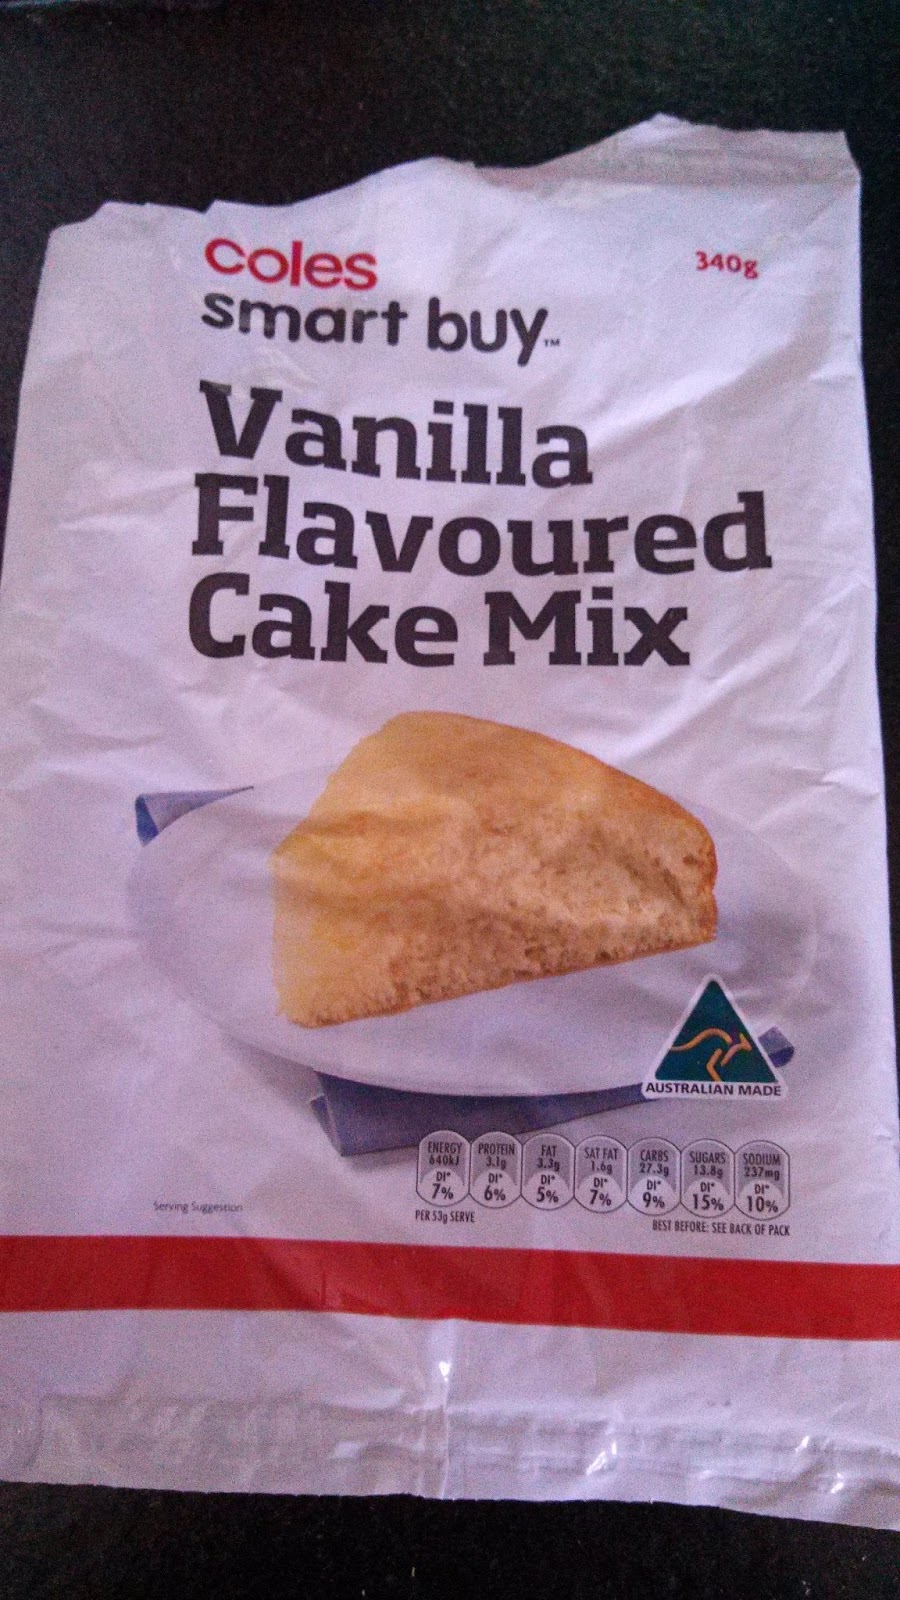 coles
340g
smart buy™
Vanilla
Flavoured
Cake Mix
AUSTRALIAN MADE
ENERGY 640kJ DI* 7%
PROTEIN 3.1g DI* 6%
FAT 3.3g DI* 5%
SAT FAT 1.6g DI* 7%
CARBS 27.3g DI* 9%
SUGARS 13.8g DI* 15%
SODIUM 237mg DI* 10%
Serving Suggestion
PER 53g SERVE
BEST BEFORE: SEE BACK OF PACK